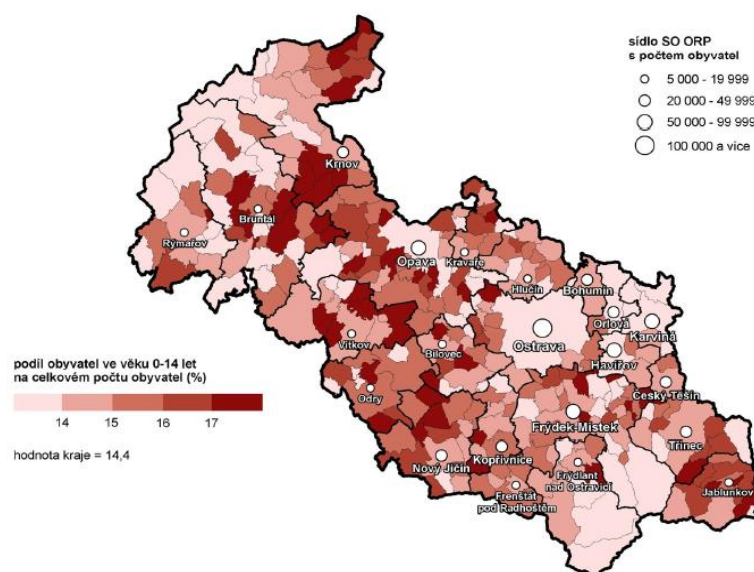 sídlo SO ORP
s počtem obyvatel
5 000 - 19 999
20 000 - 49 999
50 000 - 99 999
100 000 a více
Krnov
Bruntál
Rýmařov
Opava
Kravaře
Hlučín
Bohumín
Orlová
Karviná
Ostrava
Havířov
Vítkov
Bílovec
Český Těšín
Odry
Frýdek-Místek
Třinec
Nový Jičín
Kopřivnice
Frýdlant
nad Ostravicí
Jablunkov
Frenštát
pod Radhoštěm
podíl obyvatel ve věku 0-14 let
na celkovém počtu obyvatel (%)
14 15 16 17
hodnota kraje = 14,4